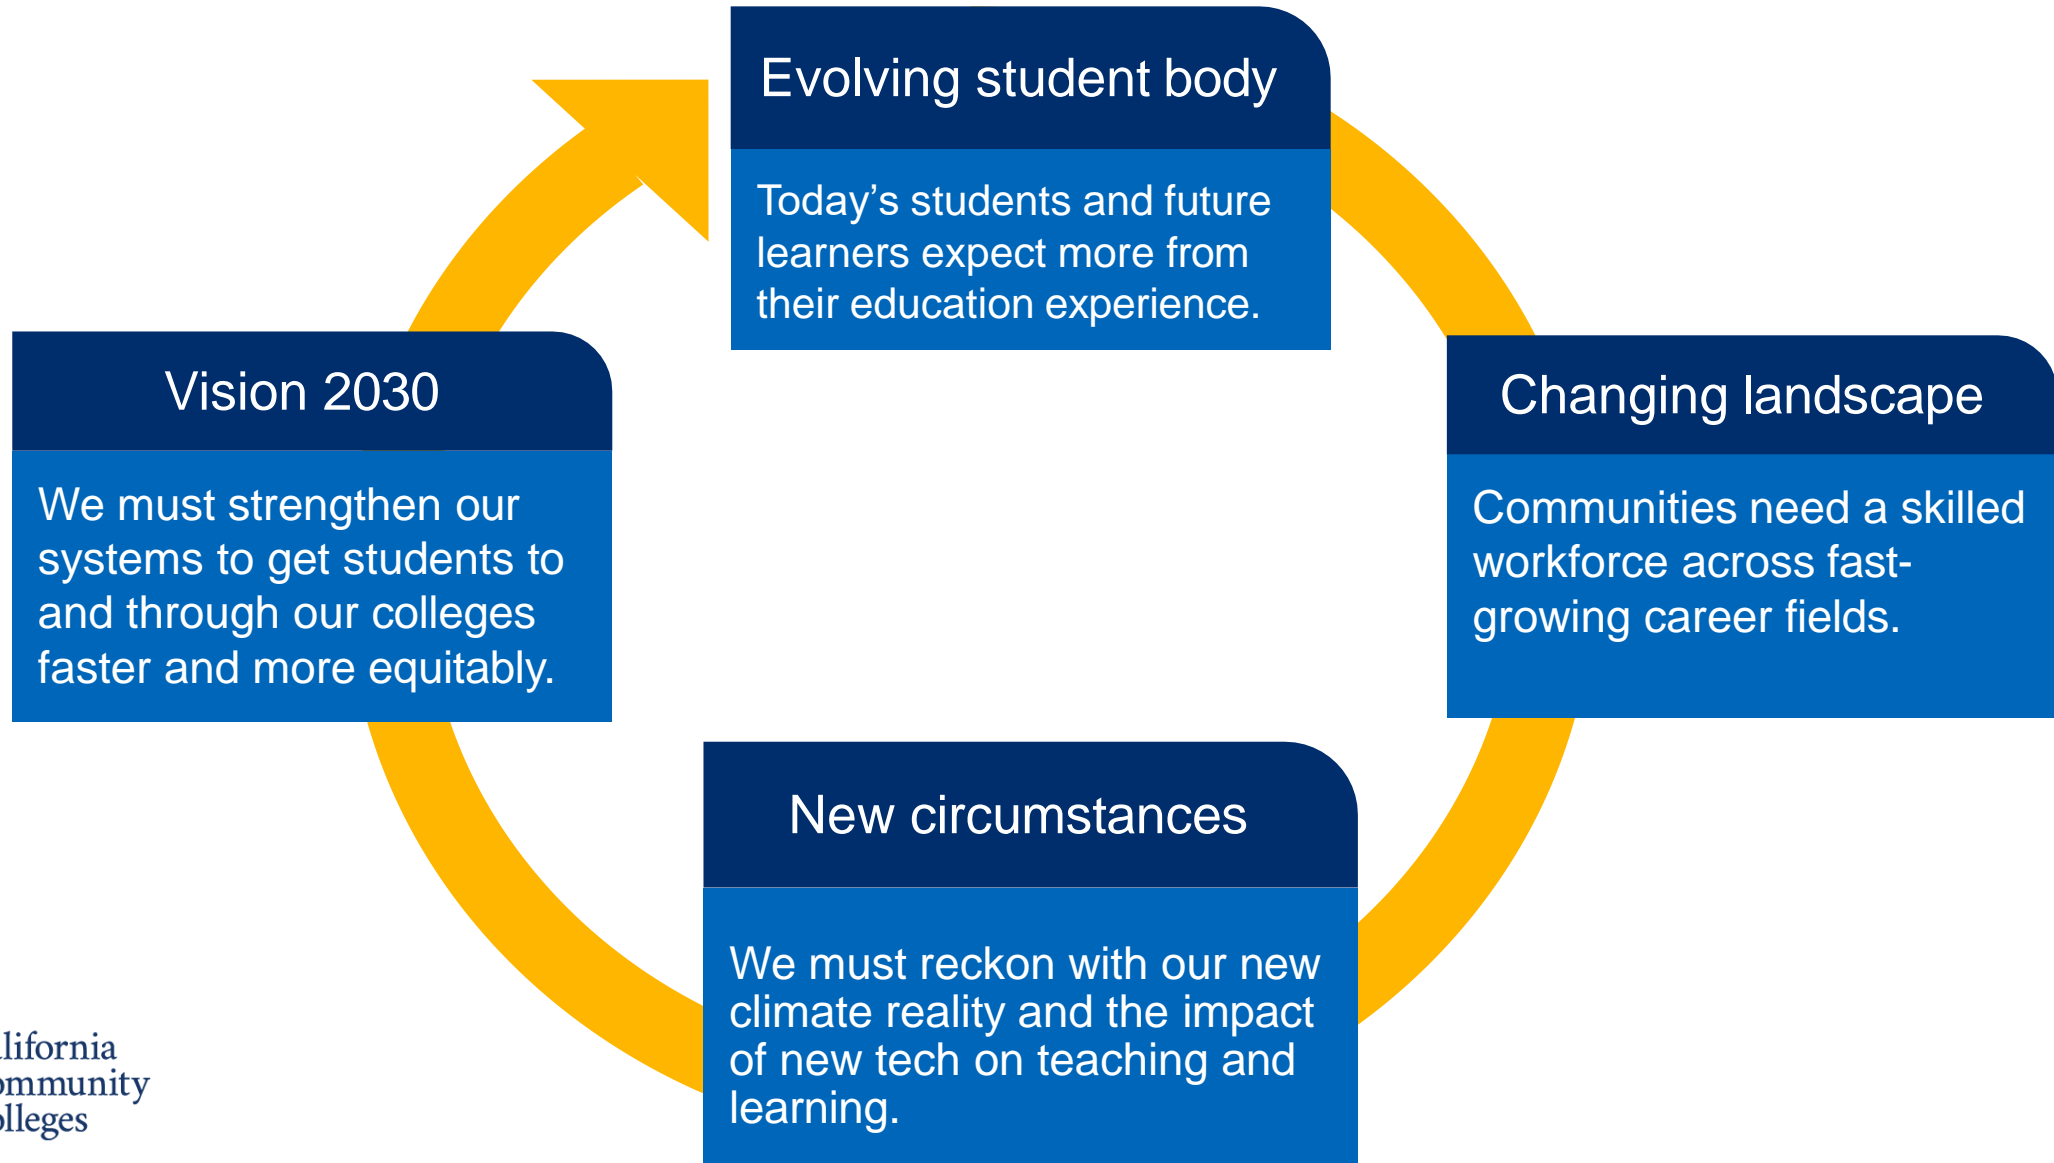 Evolving student body
Today’s students and future
learners expect more from
their education experience.
Changing landscape
Communities need a skilled
workforce across fast-
growing career fields.
New circumstances
We must reckon with our new
climate reality and the impact
of new tech on teaching and
learning.
Vision 2030
We must strengthen our
systems to get students to
and through our colleges
faster and more equitably.
lifornia
ommunity
lleges